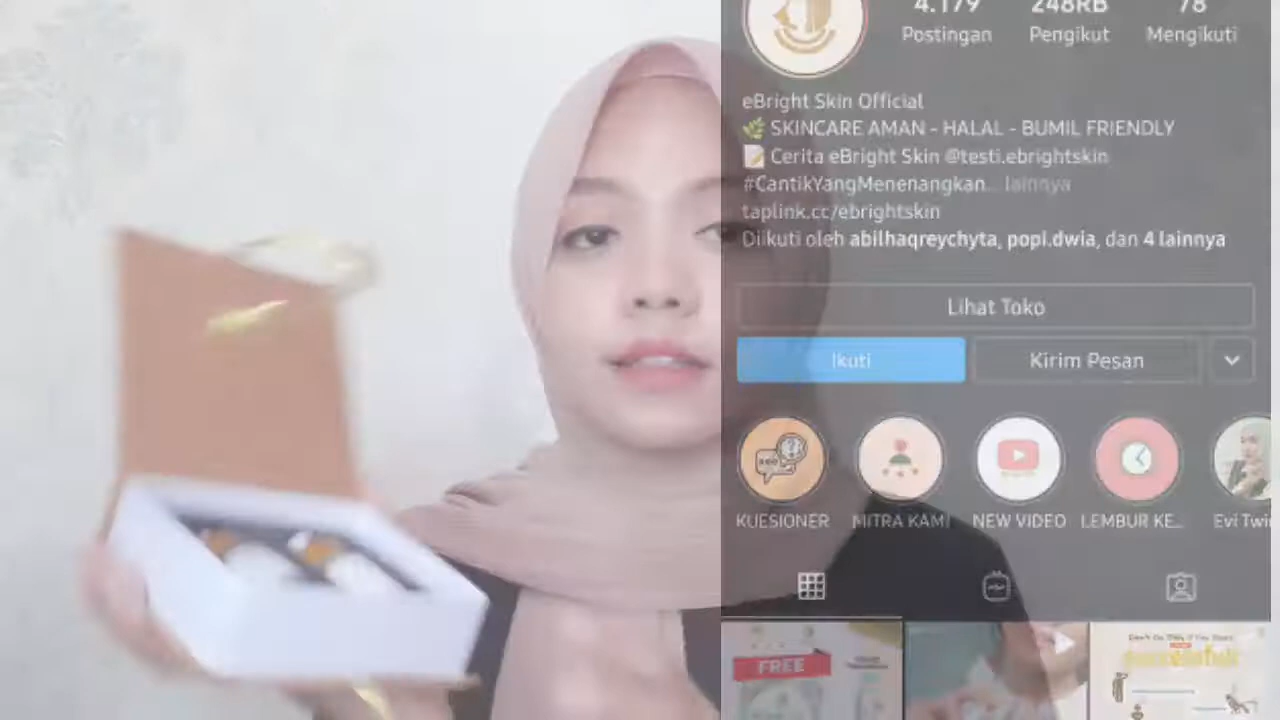 4.179 248RB 78
Postingan Pengikut Mengikuti
eBright Skin Official
🌿 SKINCARE AMAN - HALAL - BUMIL FRIENDLY
📝 Cerita eBright Skin @testi.ebrightskin
#CantikYangMenenangkan... lainnya
taplink.cc/ebrightskin
Diikuti oleh abilhaqreychyta, popi.dwia, dan 4 lainnya
Lihat Toko
Ikuti Kirim Pesan
KUESIONER MITRA KAMI NEW VIDEO LEMBUR KE... Evi Twi
FREE